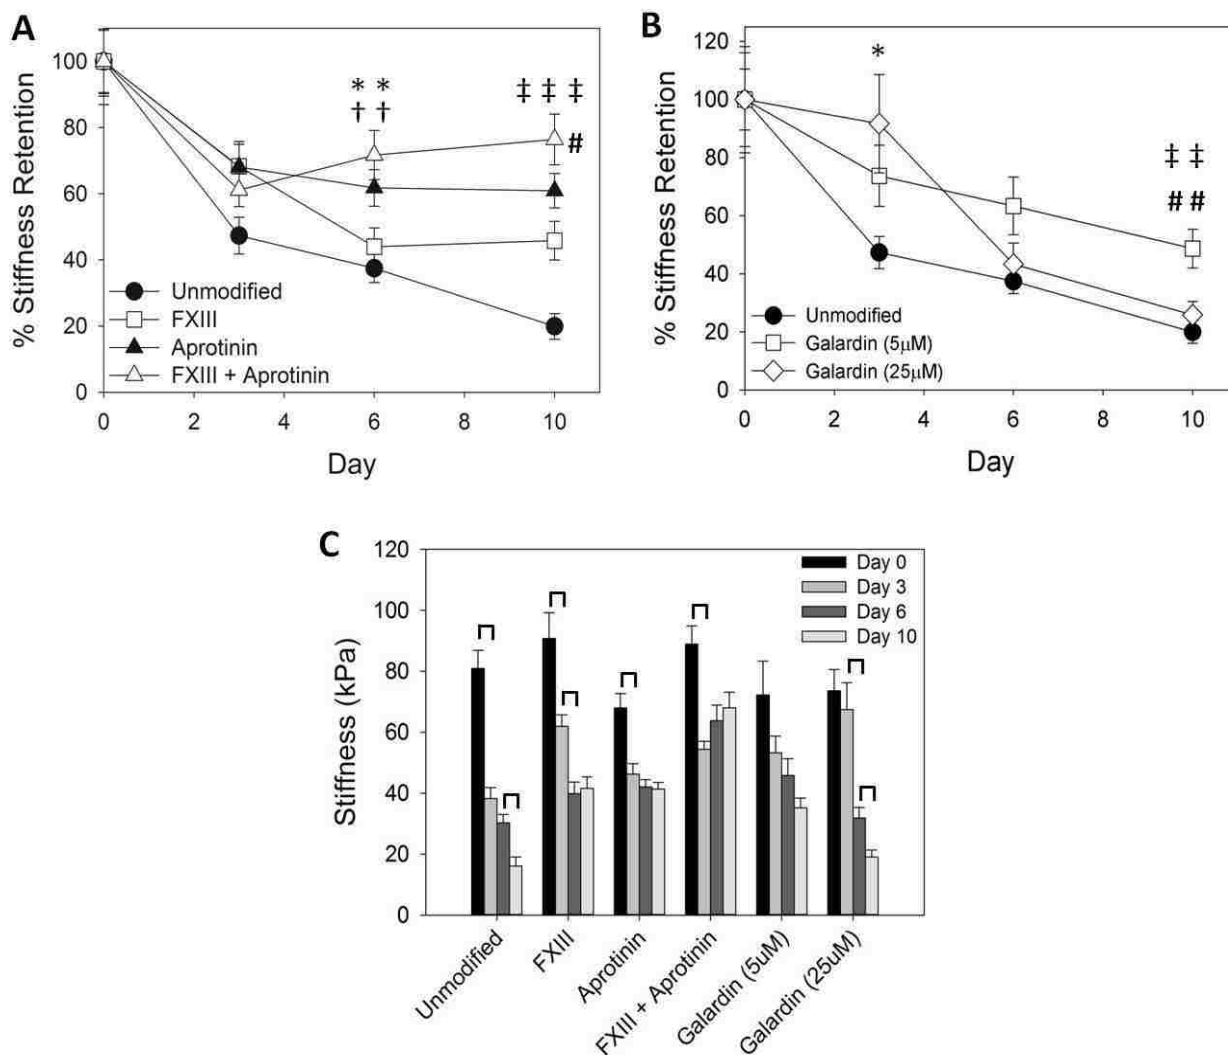 A
% Stiffness Retention
100
80
60
40
20
0
* *
† †
‡ ‡ ‡
#
Unmodified
FXIII
Aprotinin
FXIII + Aprotinin
0 2 4 6 8 10
Day
B
% Stiffness Retention
120
100
80
60
40
20
0
*
‡ ‡
# #
Unmodified
Galardin (5μM)
Galardin (25μM)
0 2 4 6 8 10
Day
C
Stiffness (kPa)
120
100
80
60
40
20
0
Day 0
Day 3
Day 6
Day 10
Unmodified
FXIII
Aprotinin
FXIII + Aprotinin
Galardin (5uM)
Galardin (25uM)